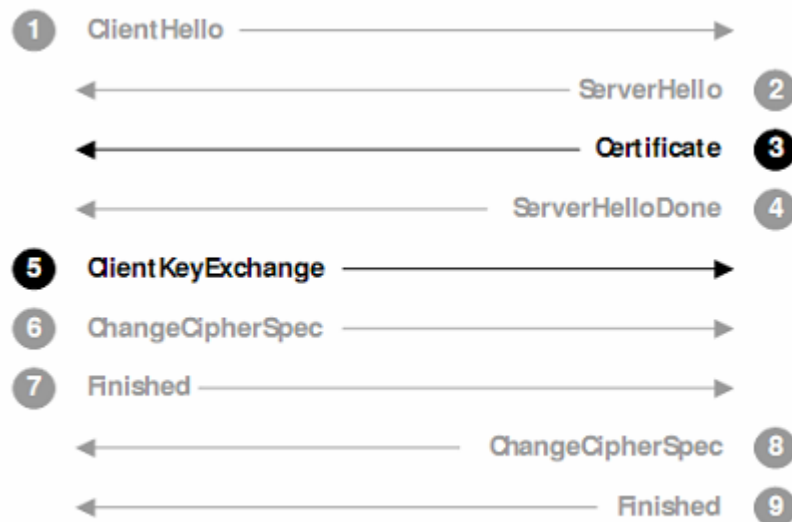 1 ClientHello
ServerHello 2
Certificate 3
ServerHelloDone 4
5 ClientKeyExchange
6 ChangeCipherSpec
7 Finished
ChangeCipherSpec 8
Finished 9